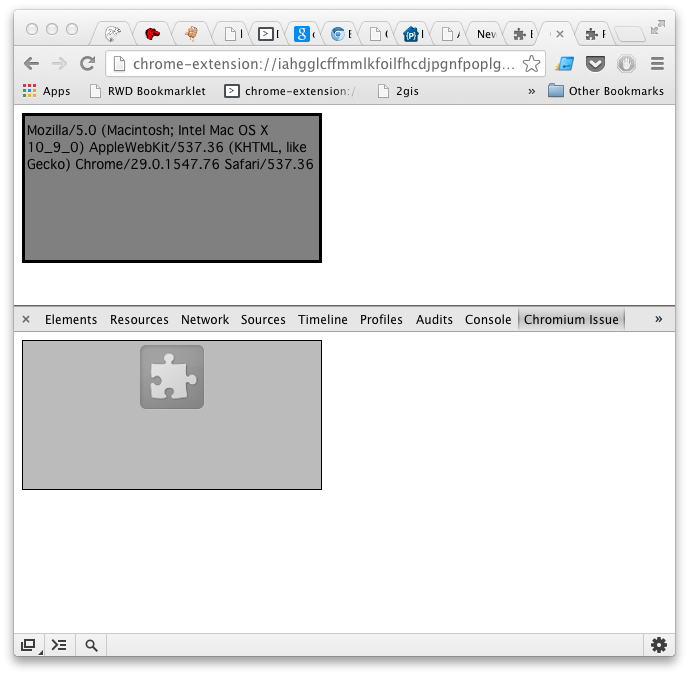 New
chrome-extension://iahgglcffmmlkfoilfhcdjpgnfpoplg...
Apps RWD Bookmarklet chrome-extension:/ 2gis » Other Bookmarks
Mozilla/5.0 (Macintosh; Intel Mac OS X
10_9_0) AppleWebKit/537.36 (KHTML, like
Gecko) Chrome/29.0.1547.76 Safari/537.36
× Elements Resources Network Sources Timeline Profiles Audits Console Chromium Issue »